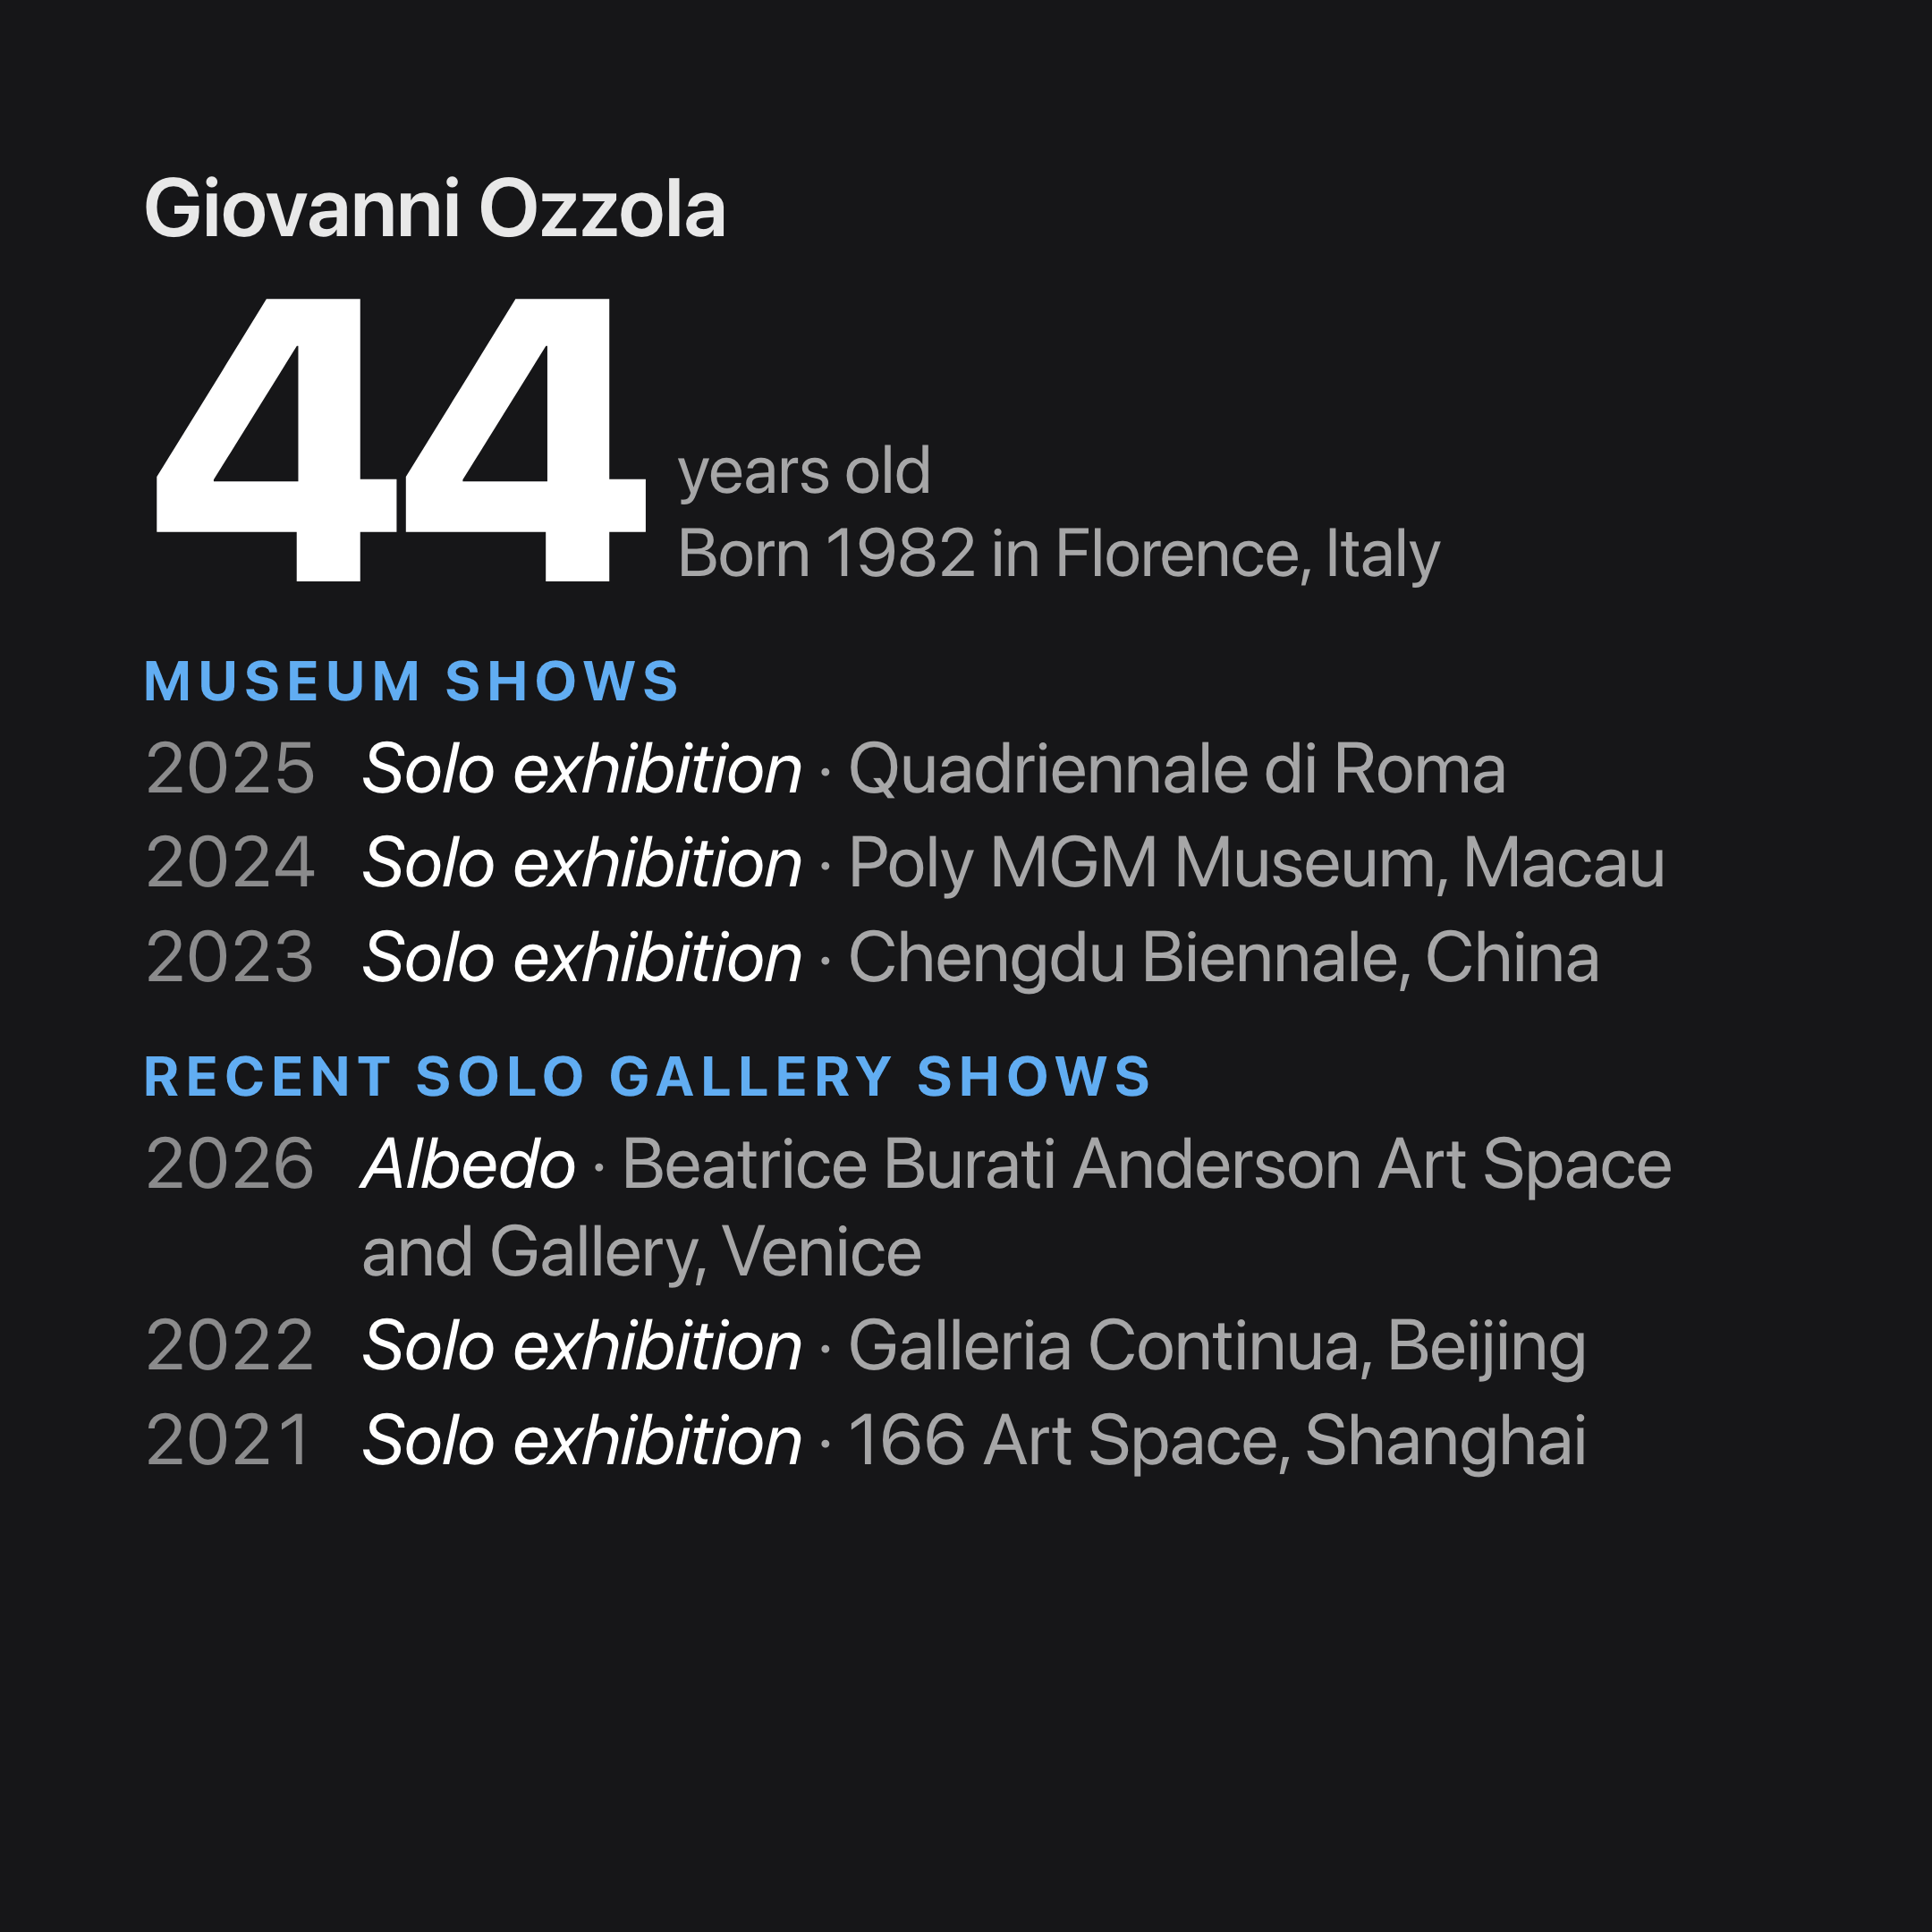 Giovanni Ozzola
44 years old
Born 1982 in Florence, Italy
MUSEUM SHOWS
2025 Solo exhibition · Quadriennale di Roma
2024 Solo exhibition · Poly MGM Museum, Macau
2023 Solo exhibition · Chengdu Biennale, China
RECENT SOLO GALLERY SHOWS
2026 Albedo · Beatrice Burati Anderson Art Space
and Gallery, Venice
2022 Solo exhibition · Galleria Continua, Beijing
2021 Solo exhibition · 166 Art Space, Shanghai